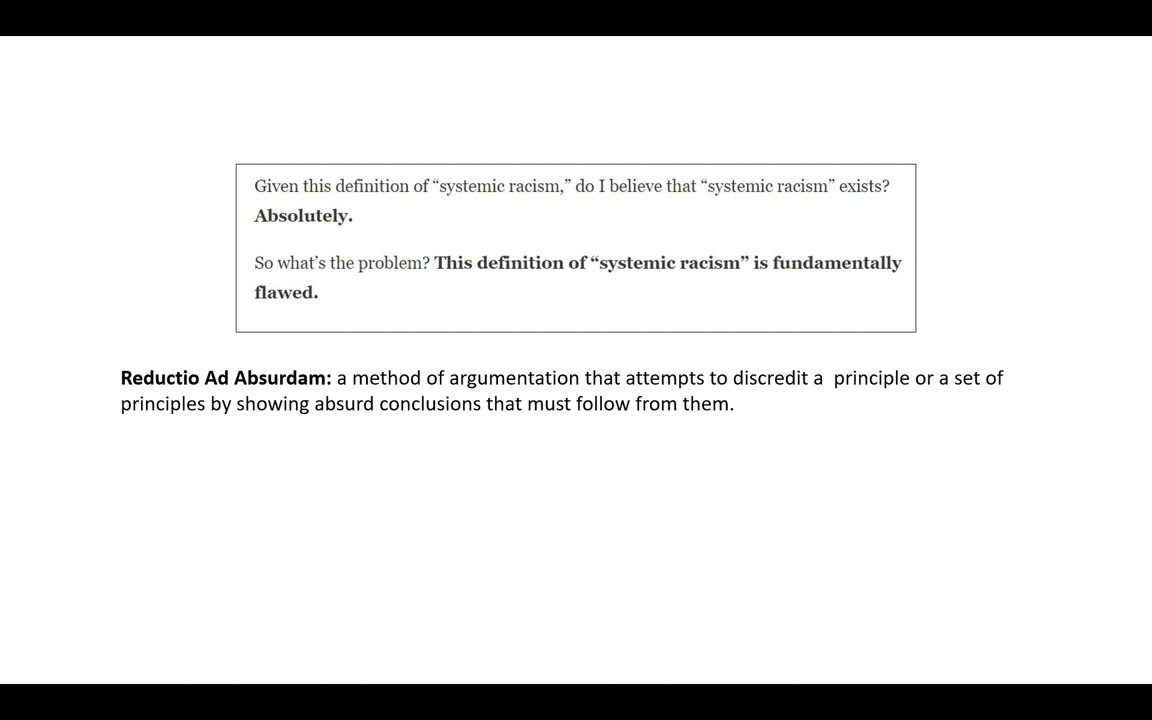 Given this definition of “systemic racism,” do I believe that “systemic racism” exists?
Absolutely.
So what’s the problem? This definition of “systemic racism” is fundamentally
flawed.
Reductio Ad Absurdam: a method of argumentation that attempts to discredit a  principle or a set of
principles by showing absurd conclusions that must follow from them.